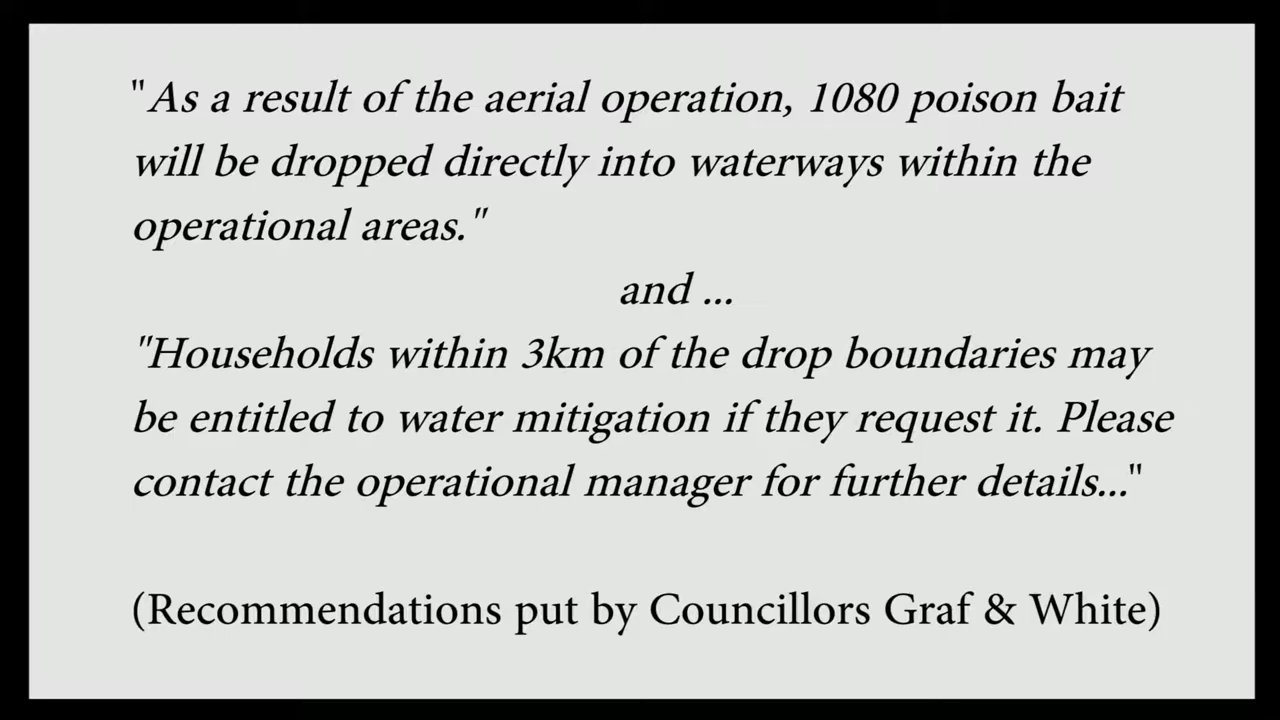 "As a result of the aerial operation, 1080 poison bait
will be dropped directly into waterways within the
operational areas."
and ...
"Households within 3km of the drop boundaries may
be entitled to water mitigation if they request it. Please
contact the operational manager for further details..."
(Recommendations put by Councillors Graf & White)